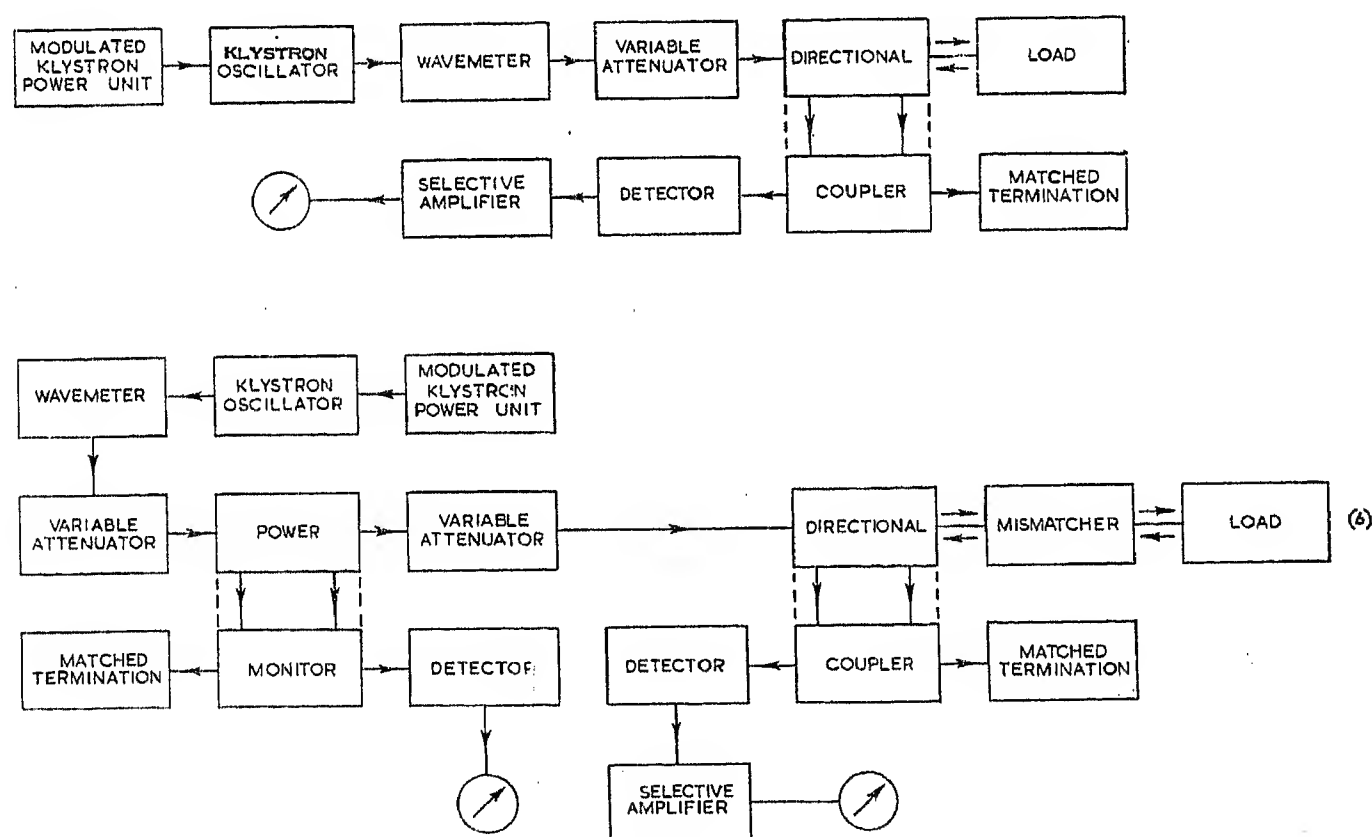 MODULATED
KLYSTRON
POWER UNIT
KLYSTRON
OSCILLATOR
WAVEMETER
VARIABLE
ATTENUATOR
DIRECTIONAL
LOAD
SELECTIVE
AMPLIFIER
DETECTOR
COUPLER
MATCHED
TERMINATION
WAVEMETER
KLYSTRON
OSCILLATOR
MODULATED
KLYSTRON
POWER UNIT
VARIABLE
ATTENUATOR
POWER
VARIABLE
ATTENUATOR
DIRECTIONAL
MISMATCHER
LOAD
(6)
MATCHED
TERMINATION
MONITOR
DETECTOR
DETECTOR
COUPLER
MATCHED
TERMINATION
SELECTIVE
AMPLIFIER